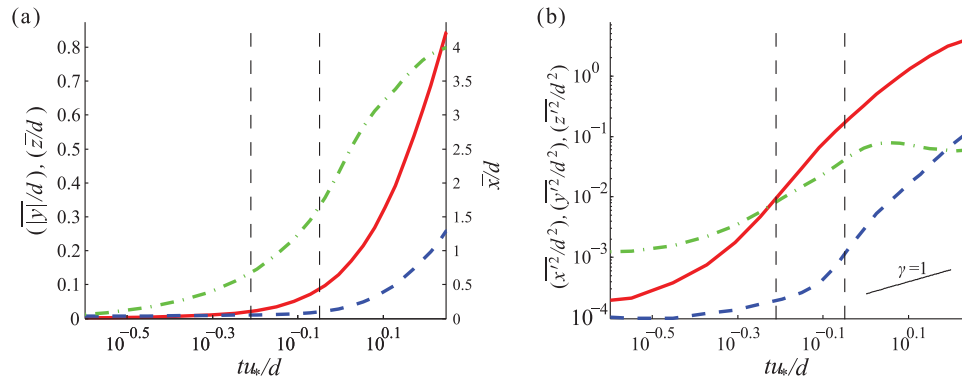 (a)
(b)
0.8
0.7
0.6
0.5
0.4
0.3
0.2
0.1
0
(|y|/d), (z̄/d)
4
3.5
3
2.5
2
1.5
1
0.5
0
x̄/d
10^-0.5 10^-0.3 10^-0.1 10^0.1
tu*/d
10^0
10^-1
10^-2
10^-3
10^-4
(x′²/d²), (y′²/d²), (z′²/d²)
γ=1
10^-0.5 10^-0.3 10^-0.1 10^0.1
tu*/d